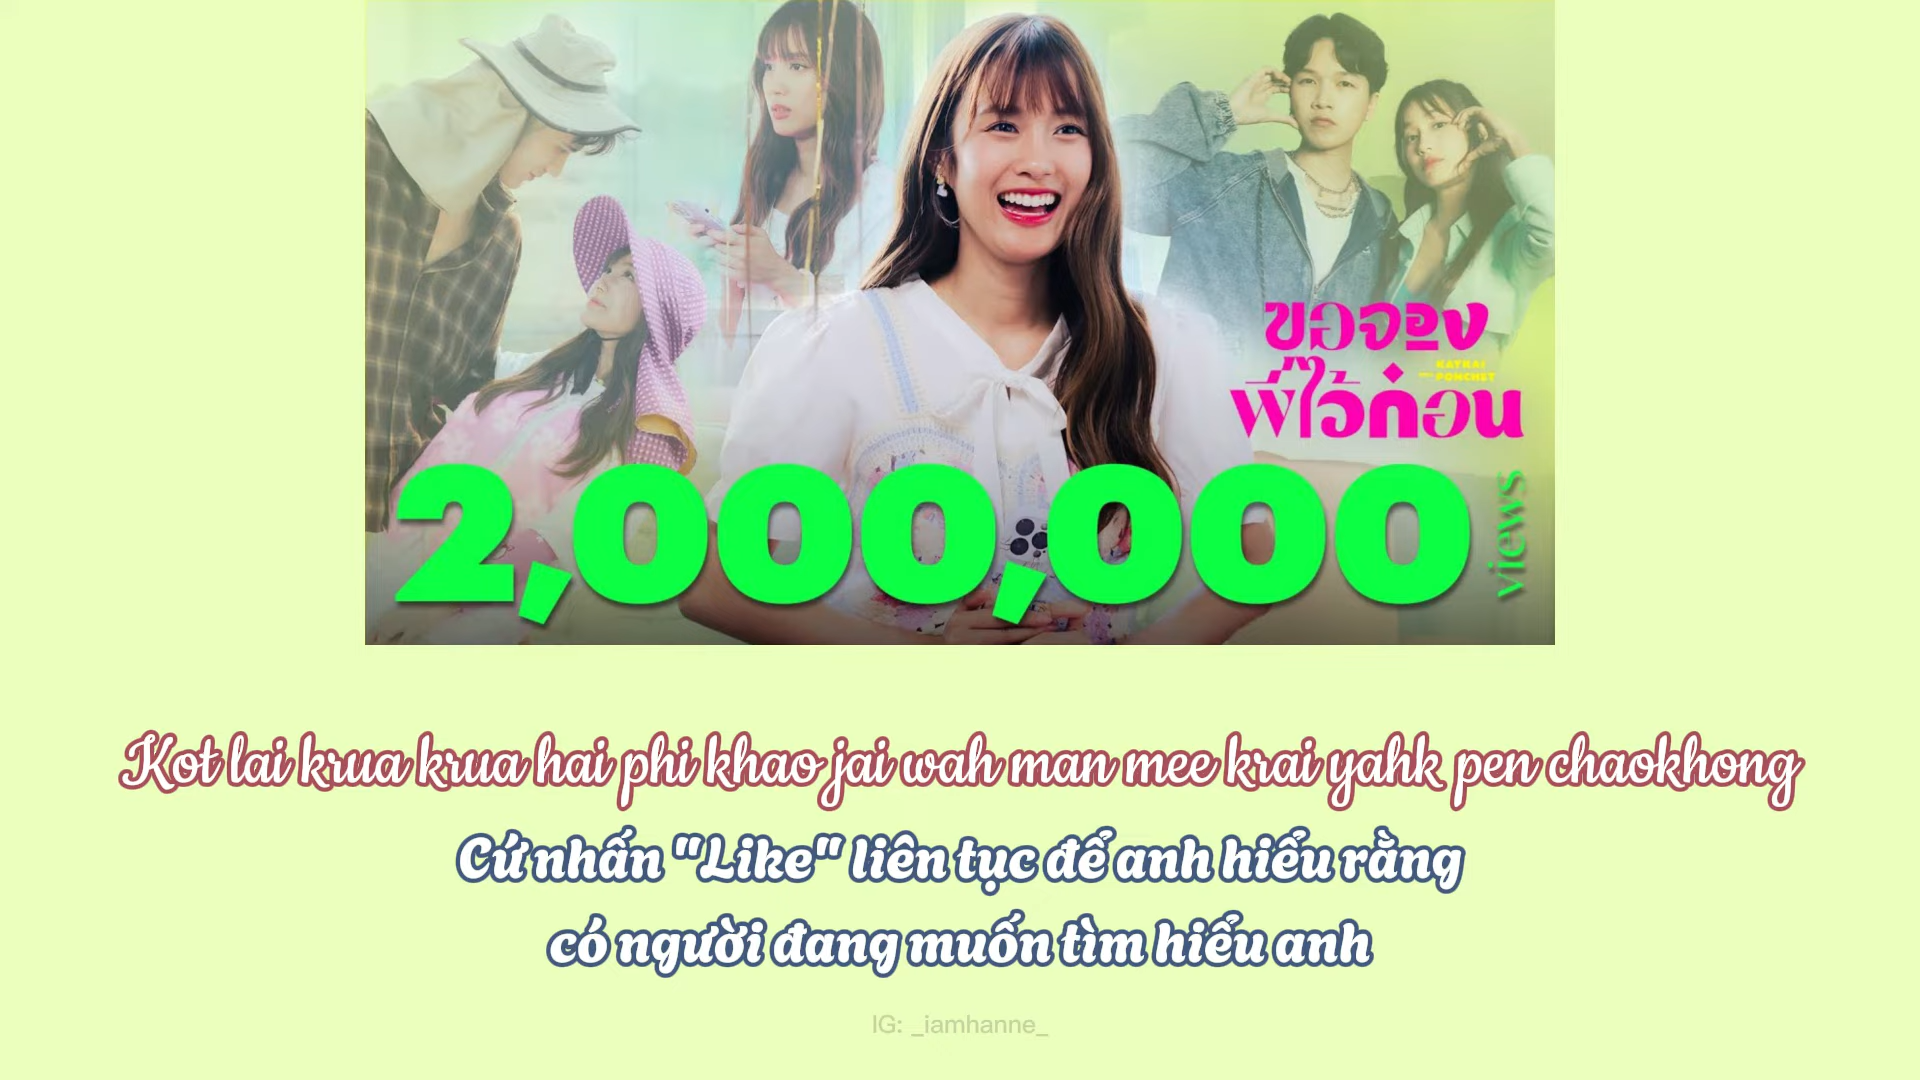 ขอจอง
พี่ไว้ก่อน
KATKAI
PONCHET
2,000,000
views
Kot lai krua krua hai phi khao jai wah man mee krai yahk pen chaokhong
Cứ nhấn "Like" liên tục để anh hiểu rằng
có người đang muốn tìm hiểu anh
IG: _iamhanne_